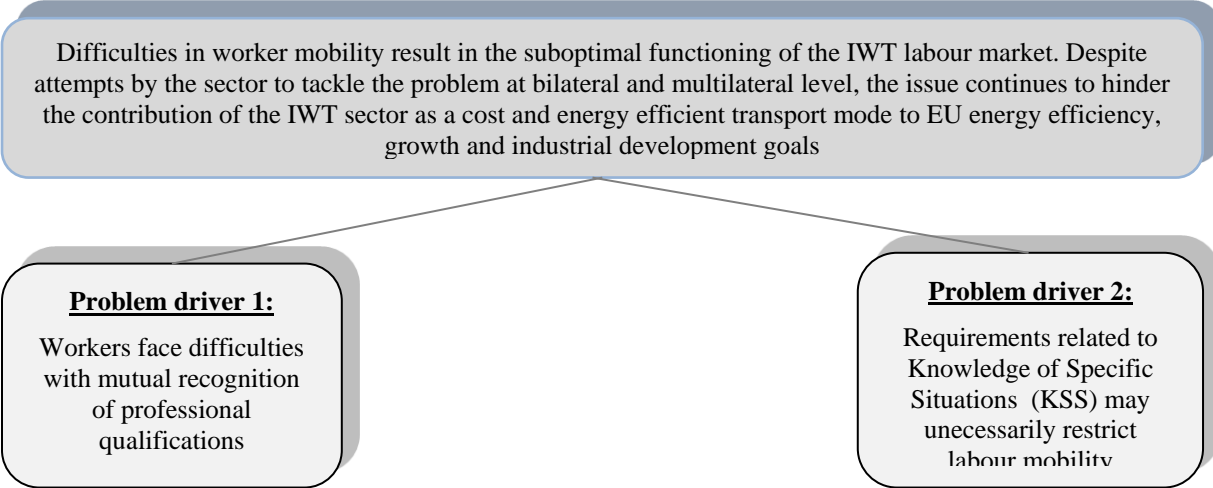 Difficulties in worker mobility result in the suboptimal functioning of the IWT labour market. Despite
attempts by the sector to tackle the problem at bilateral and multilateral level, the issue continues to hinder
the contribution of the IWT sector as a cost and energy efficient transport mode to EU energy efficiency,
growth and industrial development goals
Problem driver 1:
Workers face difficulties
with mutual recognition
of professional
qualifications
Problem driver 2:
Requirements related to
Knowledge of Specific
Situations (KSS) may
unecessarily restrict
labour mobility